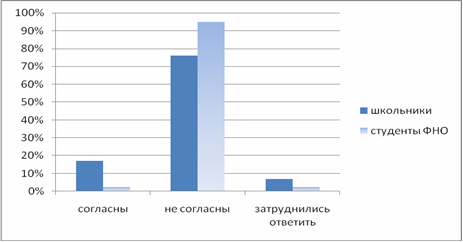 100%
90%
80%
70%
60%
50%
40%
30%
20%
10%
0%
согласны
не согласны
затруднились
ответить
школьники
студенты ФНО